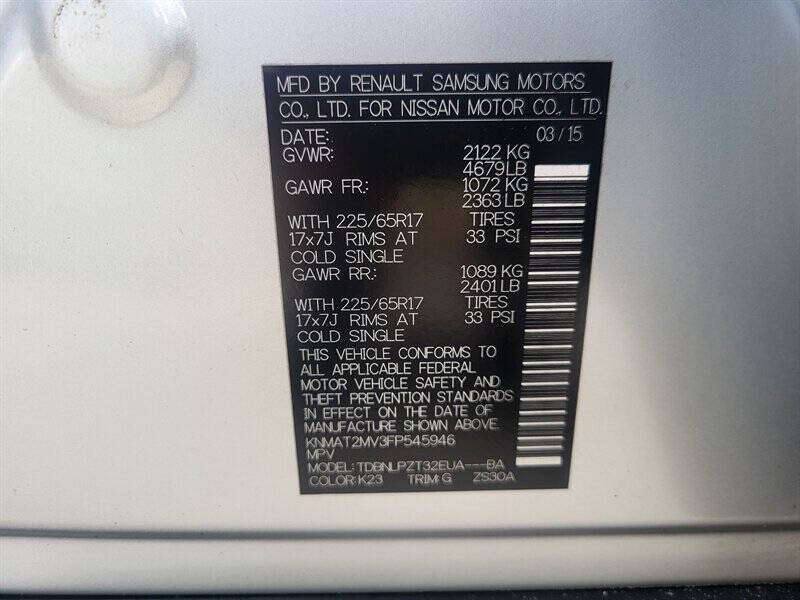 MFD BY RENAULT SAMSUNG MOTORS
CO., LTD. FOR NISSAN MOTOR CO., LTD.
DATE: 03/15
GVWR: 2122 KG
4679LB
GAWR FR.: 1072 KG
2363 LB
WITH 225/65R17 TIRES
17x7J RIMS AT 33 PSI
COLD SINGLE
GAWR RR.: 1089 KG
2401 LB
WITH 225/65R17 TIRES
17x7J RIMS AT 33 PSI
COLD SINGLE
THIS VEHICLE CONFORMS TO
ALL APPLICABLE FEDERAL
MOTOR VEHICLE SAFETY AND
THEFT PREVENTION STANDARDS
IN EFFECT ON THE DATE OF
MANUFACTURE SHOWN ABOVE.
KNMAT2MV3FP545946
MPV
MODEL: TDBNLPZT32EUA---BA
COLOR: K23 TRIM: G ZS30A